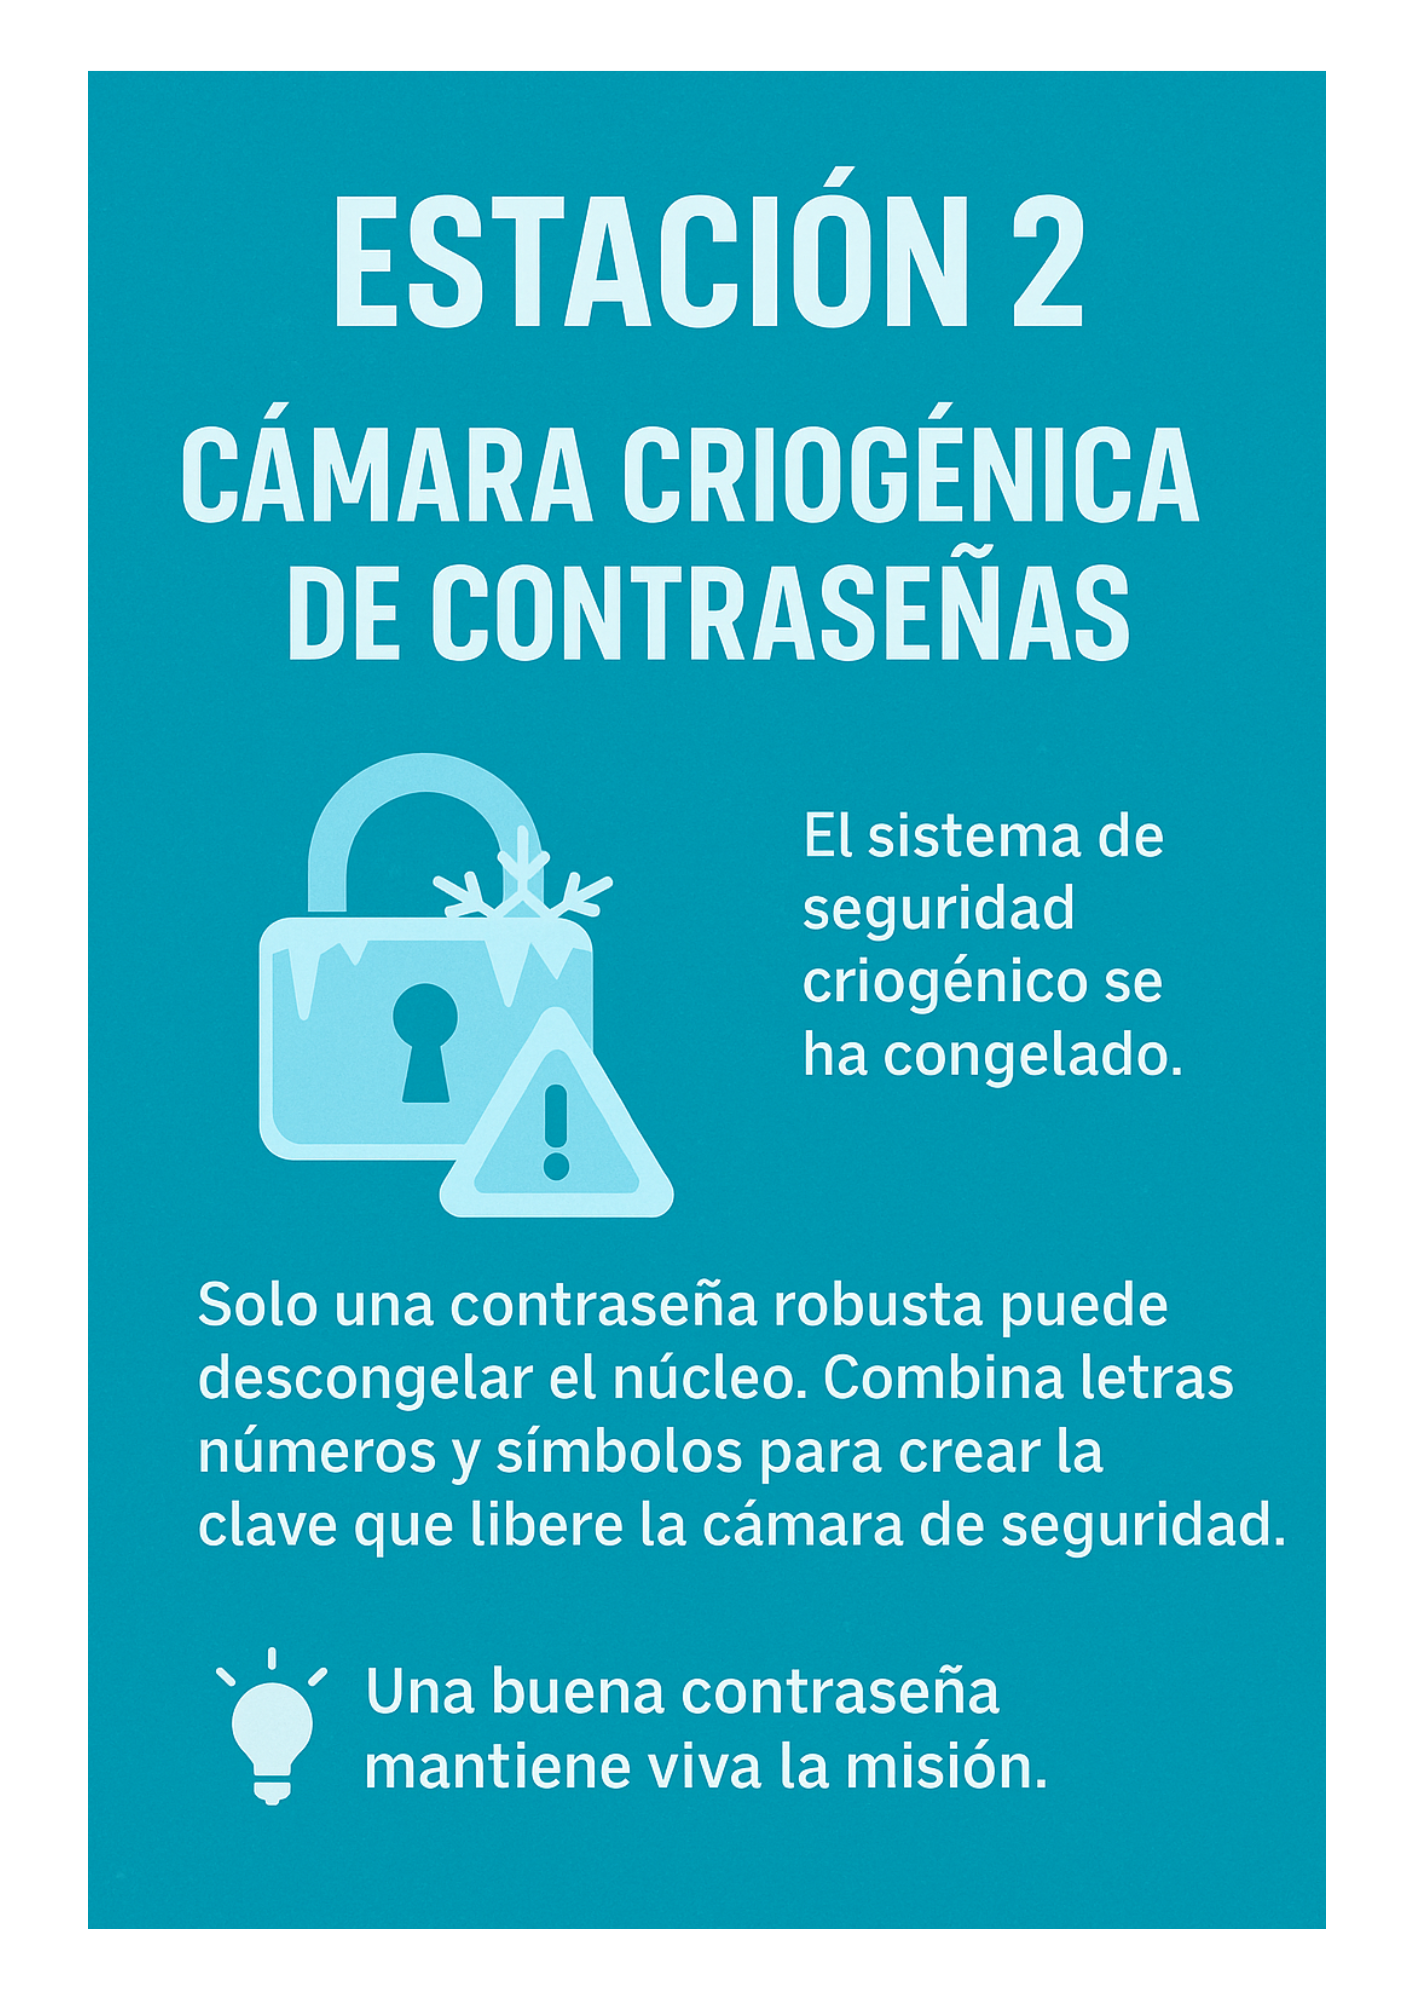 ESTACIÓN 2
CÁMARA CRIOGÉNICA
DE CONTRASEÑAS
El sistema de
seguridad
criogénico se
ha congelado.
Solo una contraseña robusta puede
descongelar el núcleo. Combina letras
números y símbolos para crear la
clave que libere la cámara de seguridad.
Una buena contraseña
mantiene viva la misión.